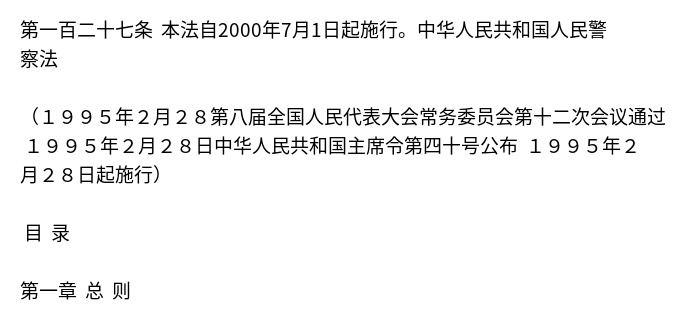 第一百二十七条  本法自2000年7月1日起施行。中华人民共和国人民警
察法
（１９９５年２月２８第八届全国人民代表大会常务委员会第十二次会议通过
１９９５年２月２８日中华人民共和国主席令第四十号公布  １９９５年２
月２８日起施行）
目  录
第一章  总  则